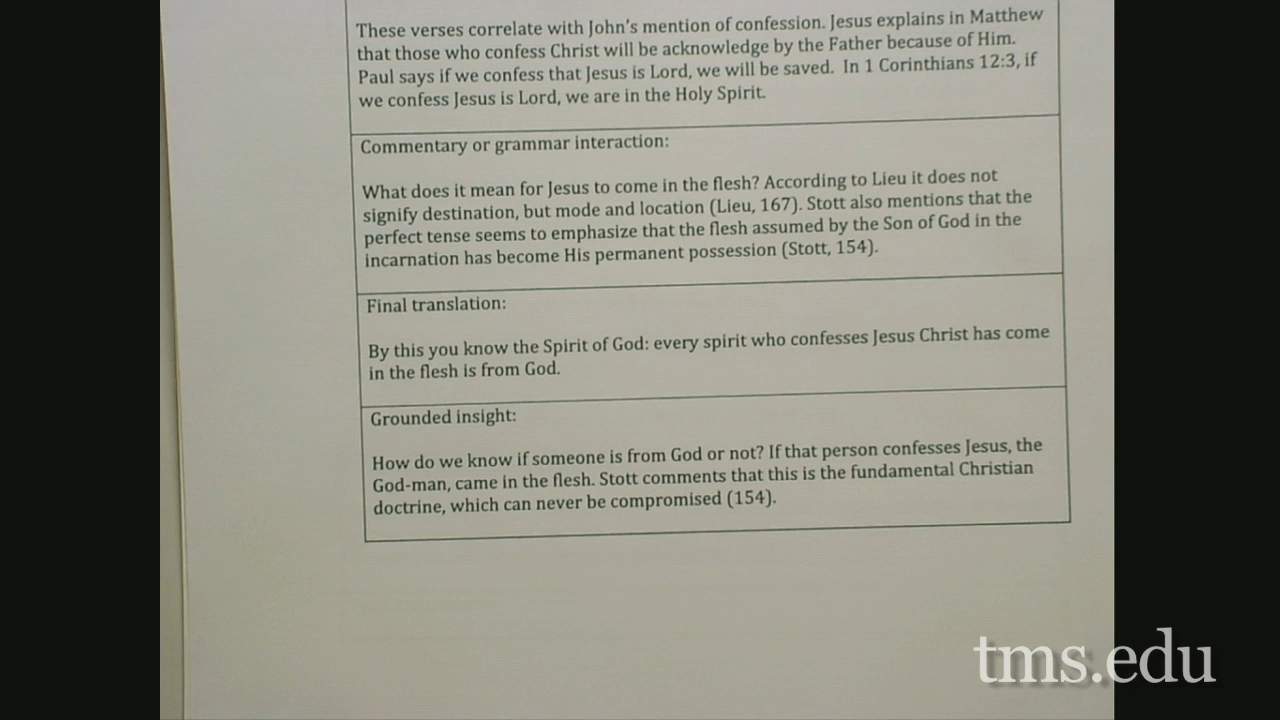 These verses correlate with John's mention of confession. Jesus explains in Matthew
that those who confess Christ will be acknowledge by the Father because of Him.
Paul says if we confess that Jesus is Lord, we will be saved.  In 1 Corinthians 12:3, if
we confess Jesus is Lord, we are in the Holy Spirit.
Commentary or grammar interaction:
What does it mean for Jesus to come in the flesh? According to Lieu it does not
signify destination, but mode and location (Lieu, 167). Stott also mentions that the
perfect tense seems to emphasize that the flesh assumed by the Son of God in the
incarnation has become His permanent possession (Stott, 154).
Final translation:
By this you know the Spirit of God: every spirit who confesses Jesus Christ has come
in the flesh is from God.
Grounded insight:
How do we know if someone is from God or not? If that person confesses Jesus, the
God-man, came in the flesh. Stott comments that this is the fundamental Christian
doctrine, which can never be compromised (154).
tms.edu